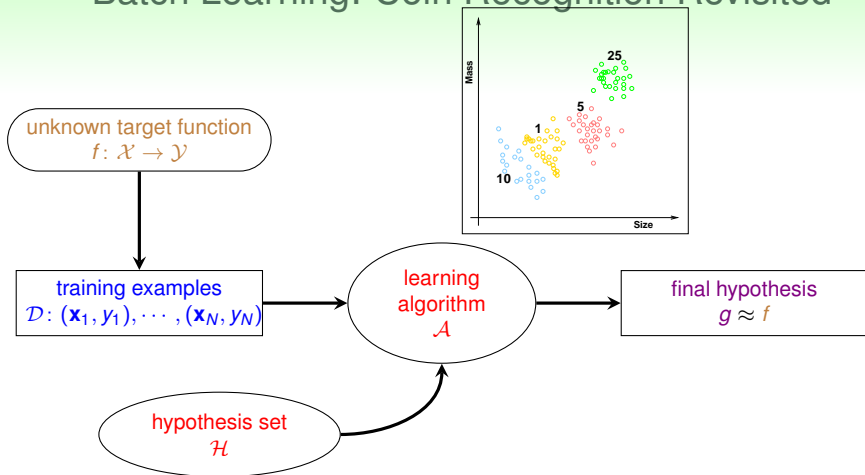 Batch Learning: Coin Recognition Revisited
25
Mass
5
1
10
Size
unknown target function
f: 𝒳 → 𝒴
training examples
𝒟: (𝐱₁, y₁), ⋯ , (𝐱_N, y_N)
learning
algorithm
𝒜
final hypothesis
g ≈ f
hypothesis set
ℋ